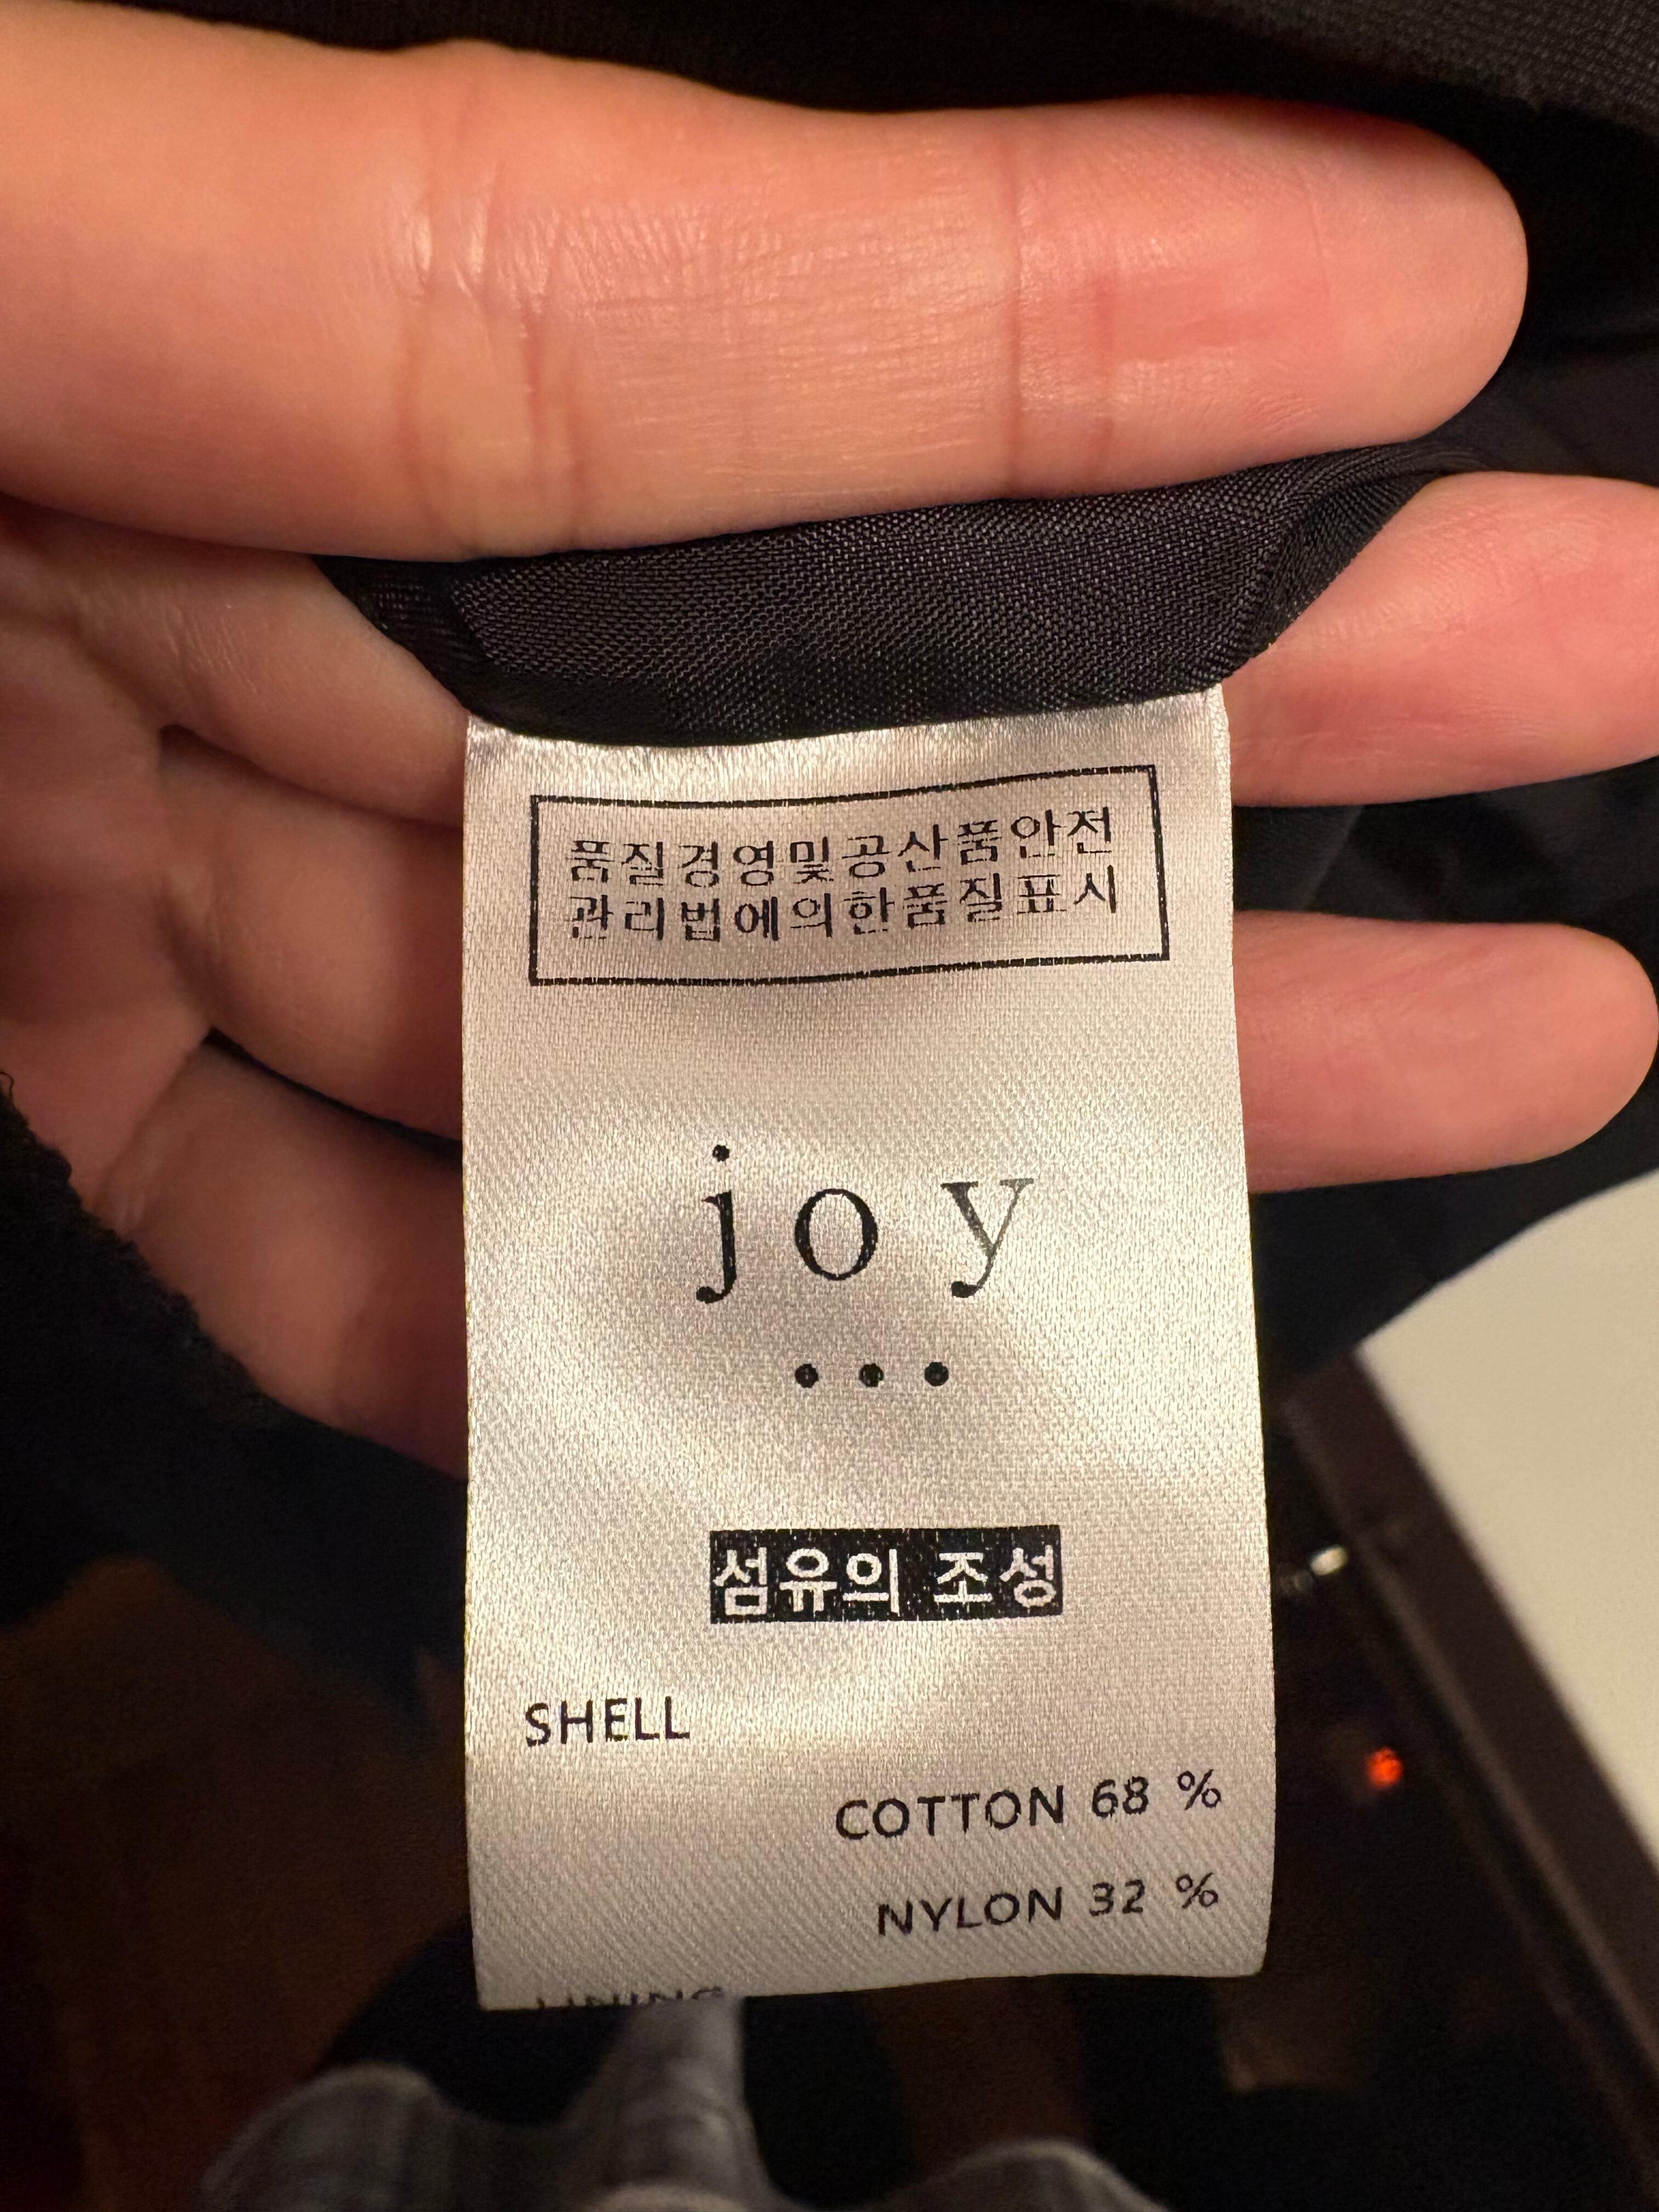 품질경영및공산품안전
관리법에의한품질표시
joy
•••
섬유의 조성
SHELL
COTTON 68 %
NYLON 32 %
LINING